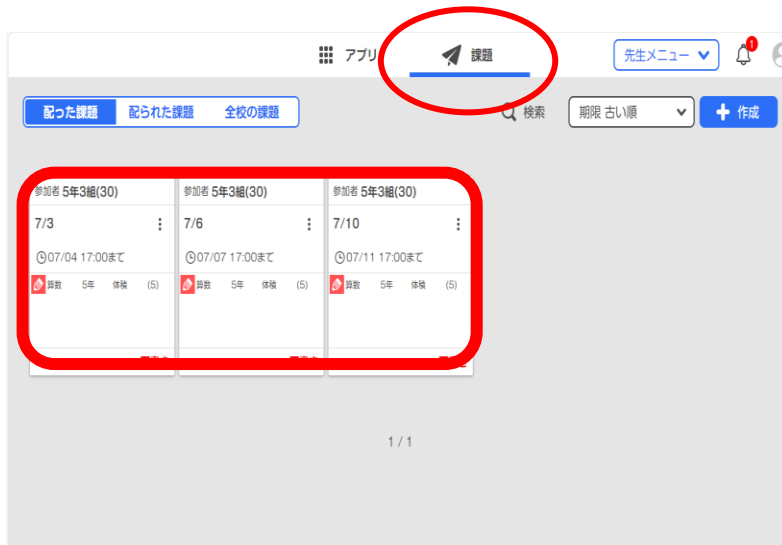 アプリ 課題 先生メニュー 1
配った課題 配られた課題 全校の課題 検索 期限 古い順 作成
参加者 5年3組(30) 参加者 5年3組(30) 参加者 5年3組(30)
7/3 7/6 7/10
07/04 17:00まで 07/07 17:00まで 07/11 17:00まで
算数 5年 体積 (5) 算数 5年 体積 (5) 算数 5年 体積 (5)
1 / 1